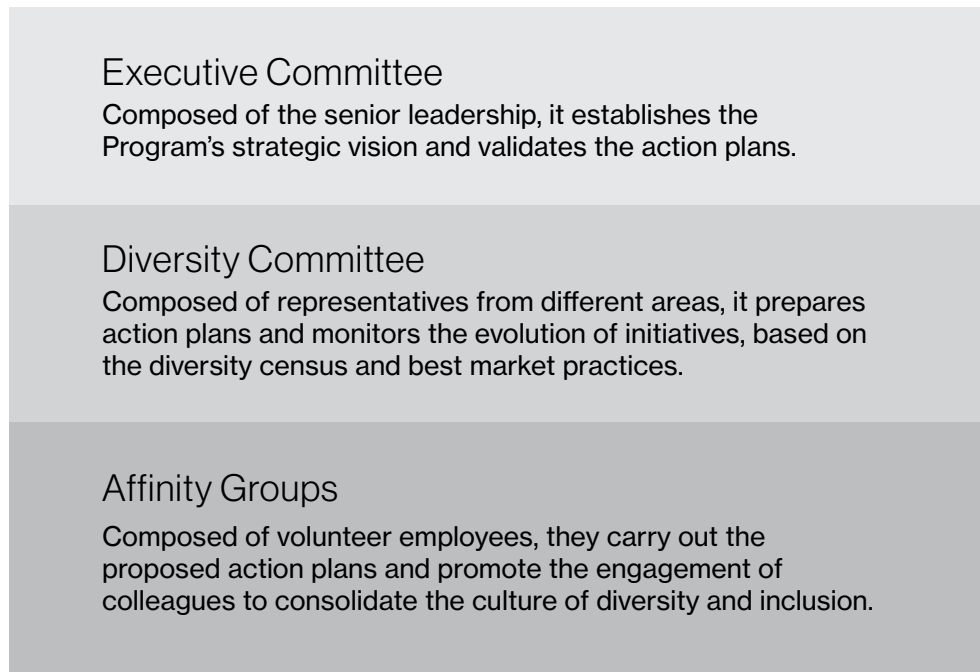 Executive Committee
Composed of the senior leadership, it establishes the
Program’s strategic vision and validates the action plans.
Diversity Committee
Composed of representatives from different areas, it prepares
action plans and monitors the evolution of initiatives, based on
the diversity census and best market practices.
Affinity Groups
Composed of volunteer employees, they carry out the
proposed action plans and promote the engagement of
colleagues to consolidate the culture of diversity and inclusion.